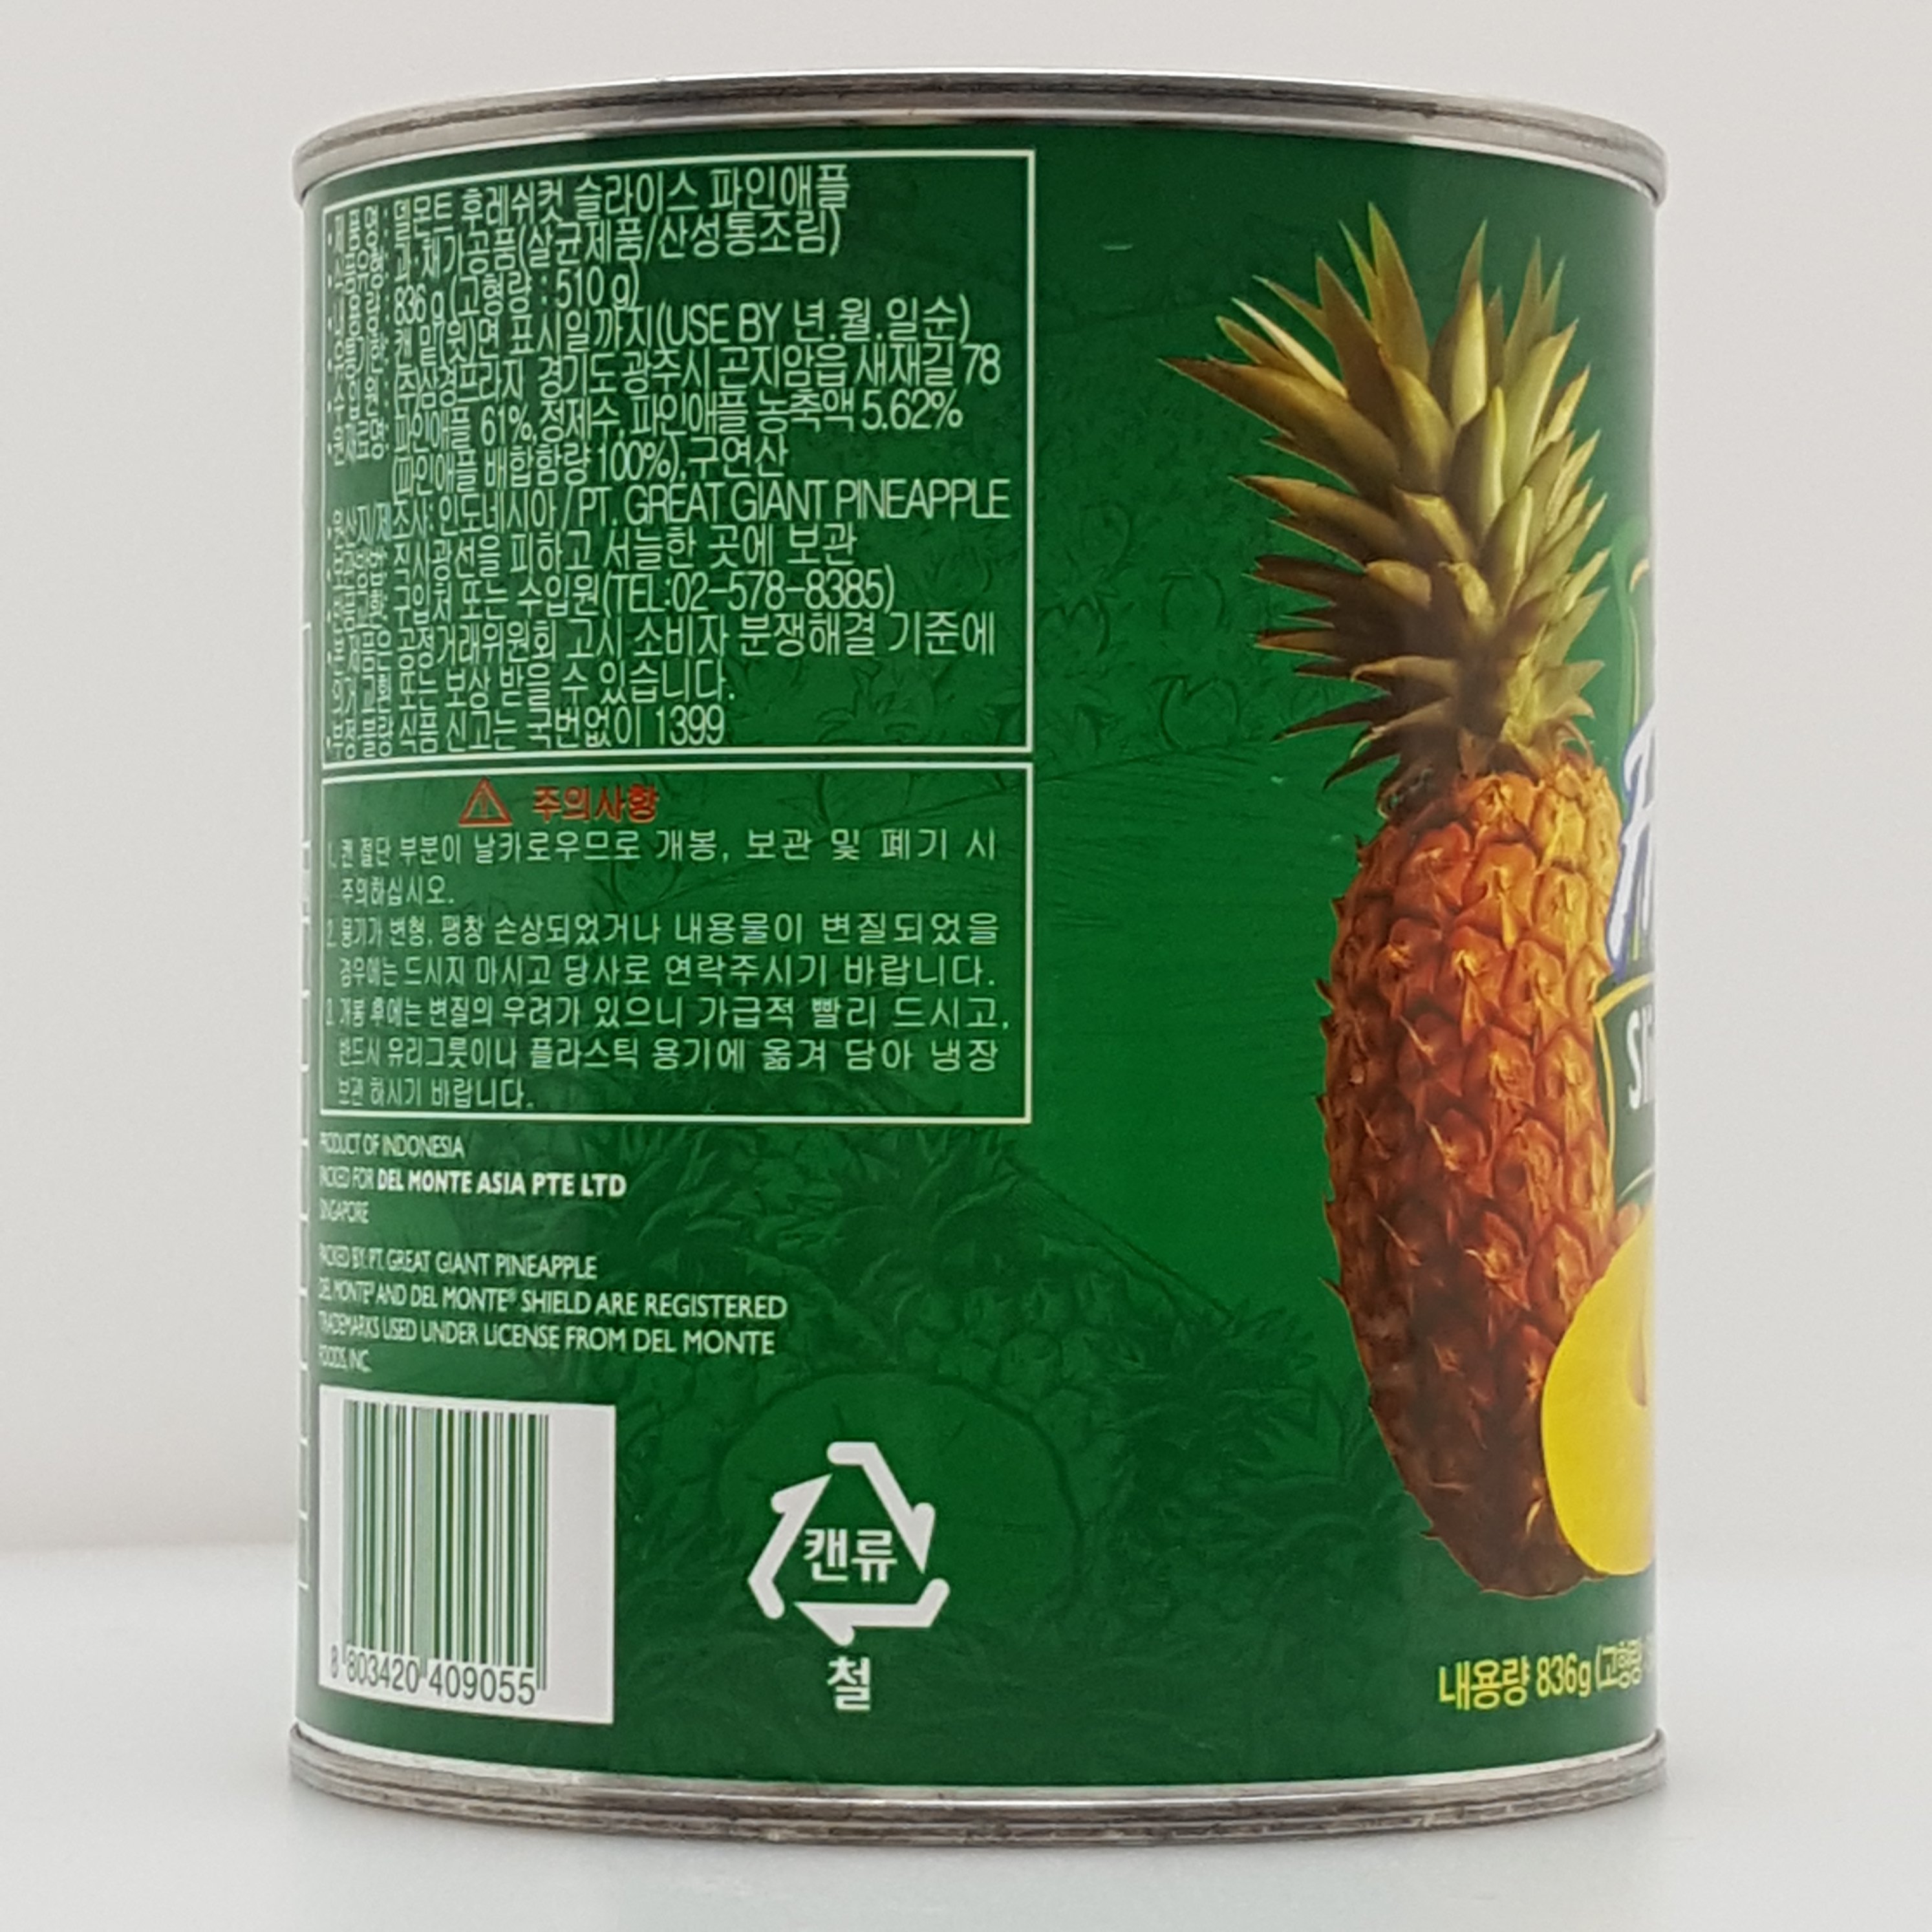 ·제품명: 델몬트 후레쉬컷 슬라이스 파인애플
·식품유형: 과·채가공품(살균제품/산성통조림)
·내용량: 836 g (고형량 : 510 g)
·유통기한: 캔 밑(윗)면 표시일까지(USE BY 년.월.일순)
·수입원: (주)삼경프라자 경기도 광주시 곤지암읍 새재길 78
·원재료명: 파인애플 61%, 정제수, 파인애플 농축액 5.62%
(파인애플 배합함량 100%), 구연산
·원산지/제조사: 인도네시아 / PT. GREAT GIANT PINEAPPLE
·보관방법: 직사광선을 피하고 서늘한 곳에 보관
·반품및교환: 구입처 또는 수입원(TEL:02-578-8385)
·본 제품은 공정거래위원회 고시 소비자 분쟁해결 기준에
의거 교환 또는 보상 받을 수 있습니다.
·부정·불량 식품 신고는 국번없이 1399
주의사항
1. 캔 절단 부분이 날카로우므로 개봉, 보관 및 폐기 시
주의하십시오.
2. 용기가 변형, 팽창 손상되었거나 내용물이 변질되었을
경우에는 드시지 마시고 당사로 연락주시기 바랍니다.
3. 개봉 후에는 변질의 우려가 있으니 가급적 빨리 드시고,
반드시 유리그릇이나 플라스틱 용기에 옮겨 담아 냉장
보관 하시기 바랍니다.
PRODUCT OF INDONESIA
PACKED FOR DEL MONTE ASIA PTE LTD
SINGAPORE
PACKED BY: PT. GREAT GIANT PINEAPPLE
DEL MONTE® AND DEL MONTE® SHIELD ARE REGISTERED
TRADEMARKS USED UNDER LICENSE FROM DEL MONTE
FOODS, INC.
8 803420 409055
캔류
철
내용량 836g (고형량